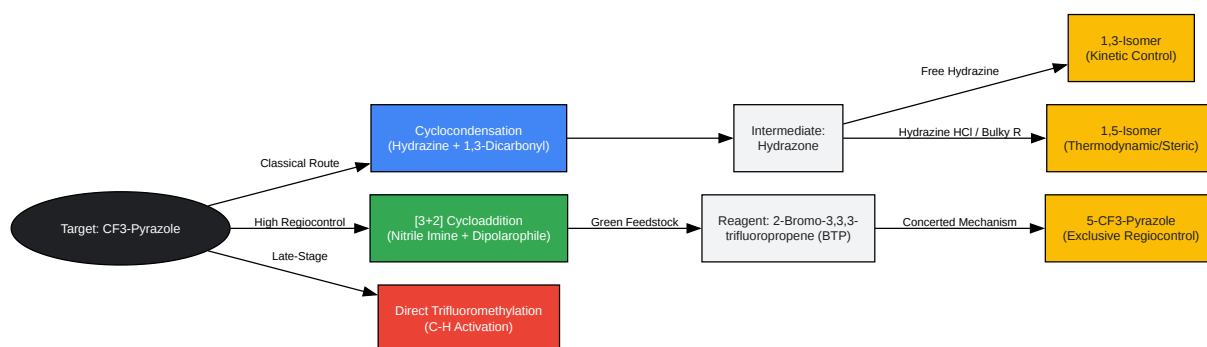 Target: CF3-Pyrazole
Classical Route
High Regiocontrol
Late-Stage
Cyclocondensation
(Hydrazine + 1,3-Dicarbonyl)
[3+2] Cycloaddition
(Nitrile Imine + Dipolarophile)
Direct Trifluoromethylation
(C-H Activation)
Green Feedstock
Intermediate:
Hydrazone
Reagent: 2-Bromo-3,3,3-
trifluoropropene (BTP)
Free Hydrazine
Hydrazine HCl / Bulky R
Concerted Mechanism
1,3-Isomer
(Kinetic Control)
1,5-Isomer
(Thermodynamic/Steric)
5-CF3-Pyrazole
(Exclusive Regiocontrol)